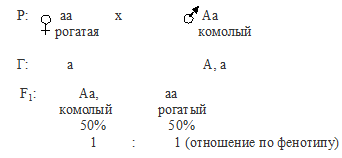 Р: ♀ аа х ♂ Аа
рогатая комолый
Г: а А, а
F₁: Аа, аа
комолый рогатый
50% 50%
1 : 1 (отношение по фенотипу)